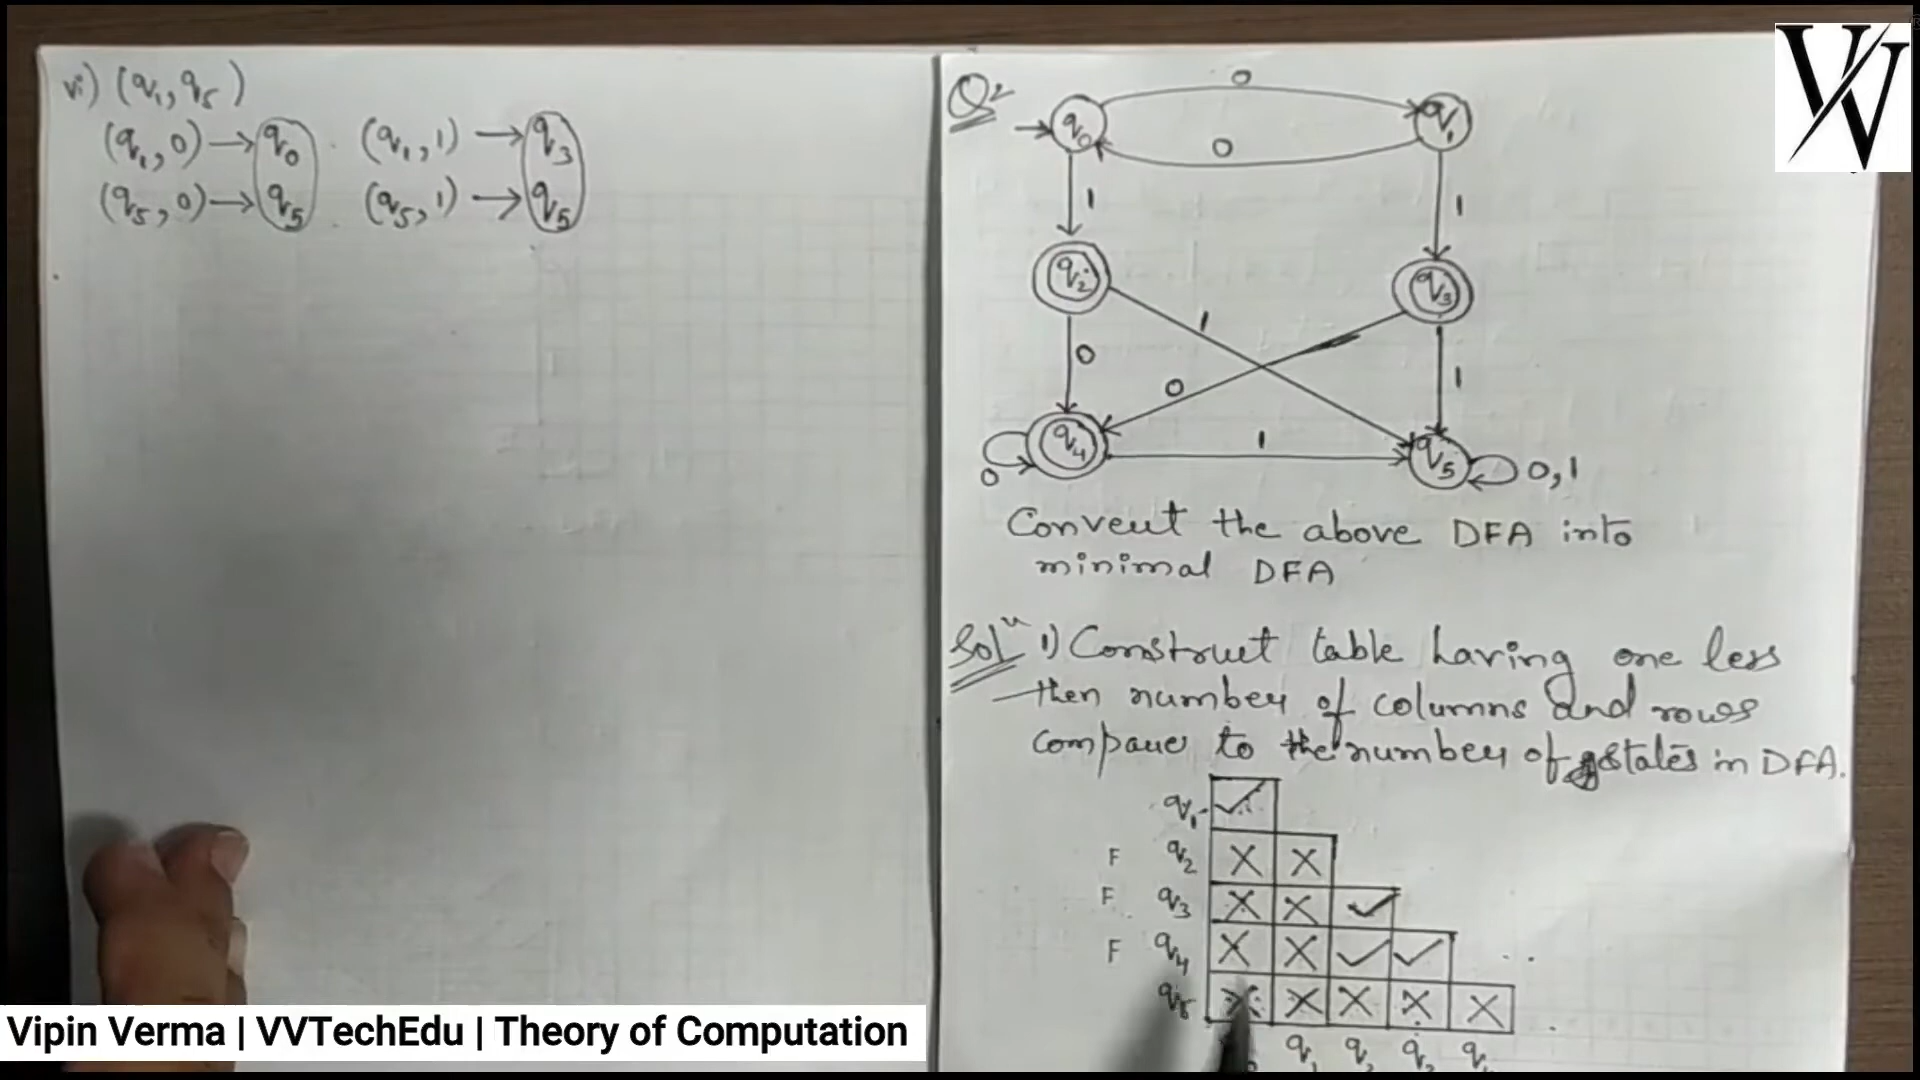 vi) (q1, q5)
(q1, 0) → q0 (q1, 1) → q3
(q5, 0) → q5 (q5, 1) → q5
Q2
0
q0 q1
0
1 1
q2 q3
1
0 1
0
q4 1 q5 0,1
0
Convert the above DFA into
minimal DFA
Solⁿ 1) Construct table having one less
then number of columns and rows
compare to the number of states in DFA.
q1 ✓
F q2 X X
F q3 X X ✓
F q4 X X ✓ ✓
q5 X X X X X
q1 q2 q3 q4
VV
Vipin Verma | VVTechEdu | Theory of Computation